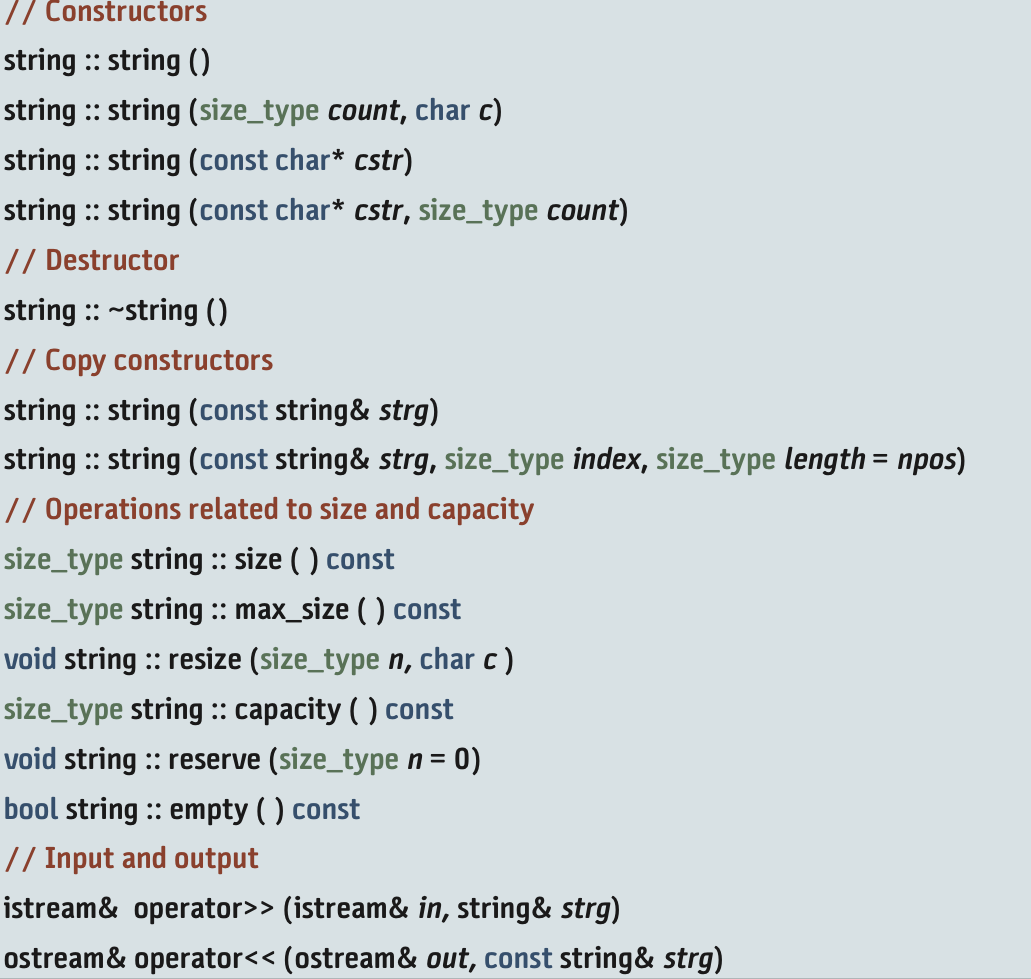 // Constructors
string :: string ()
string :: string (size_type count, char c)
string :: string (const char* cstr)
string :: string (const char* cstr, size_type count)
// Destructor
string :: ~string ()
// Copy constructors
string :: string (const string& strg)
string :: string (const string& strg, size_type index, size_type length = npos)
// Operations related to size and capacity
size_type string :: size ( ) const
size_type string :: max_size ( ) const
void string :: resize (size_type n, char c )
size_type string :: capacity ( ) const
void string :: reserve (size_type n = 0)
bool string :: empty ( ) const
// Input and output
istream& operator>> (istream& in, string& strg)
ostream& operator<< (ostream& out, const string& strg)